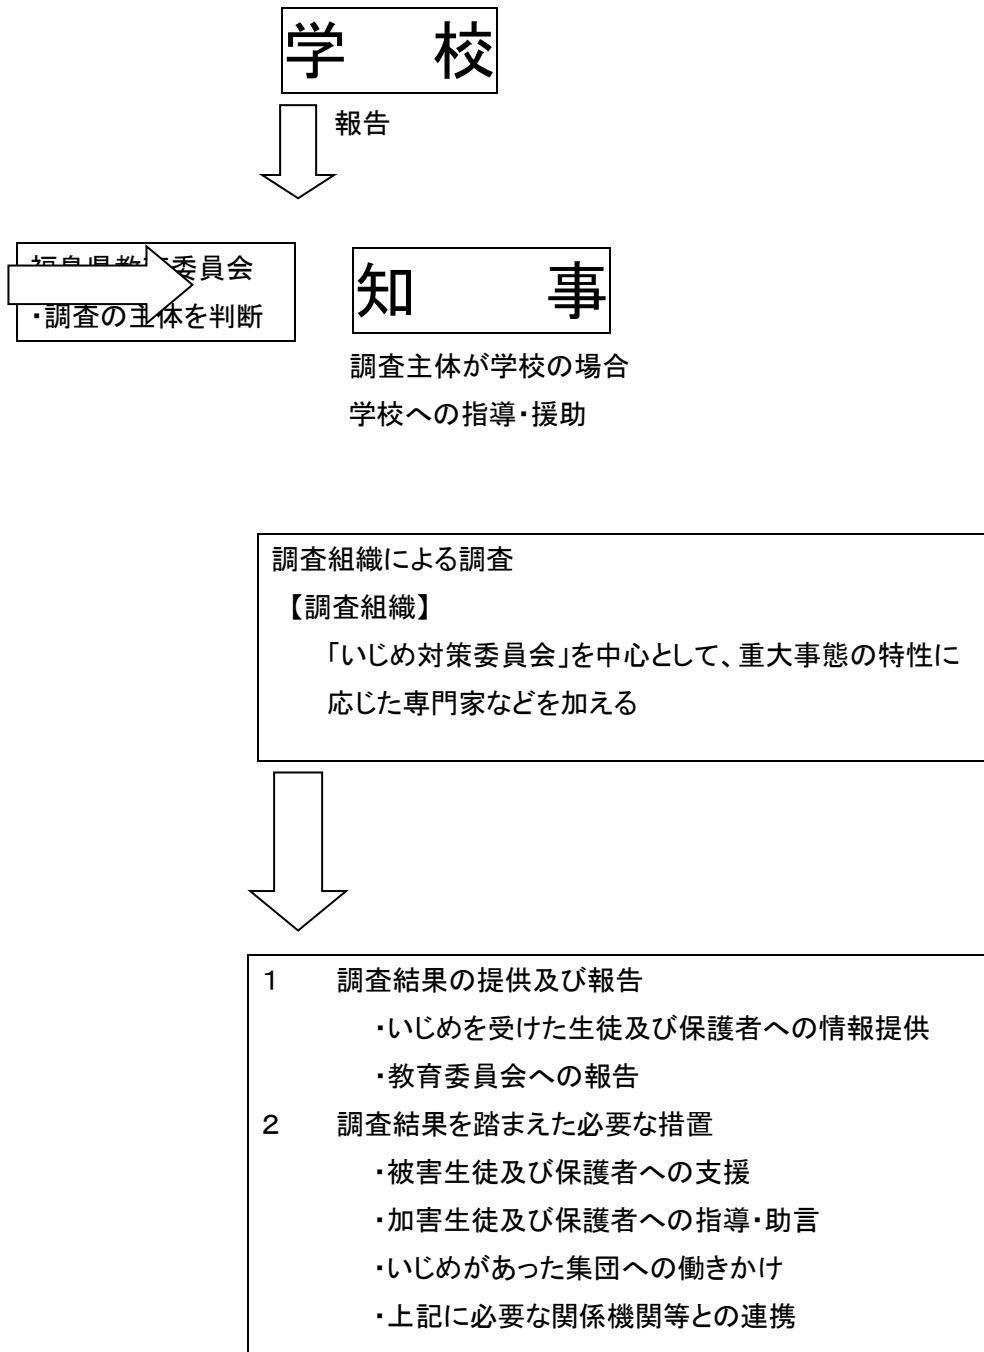 学 校
報告
福島県教育委員会
・調査の主体を判断
知 事
調査主体が学校の場合
学校への指導・援助
調査組織による調査
【調査組織】
「いじめ対策委員会」を中心として、重大事態の特性に
応じた専門家などを加える
1 調査結果の提供及び報告
・いじめを受けた生徒及び保護者への情報提供
・教育委員会への報告
2 調査結果を踏まえた必要な措置
・被害生徒及び保護者への支援
・加害生徒及び保護者への指導・助言
・いじめがあった集団への働きかけ
・上記に必要な関係機関等との連携